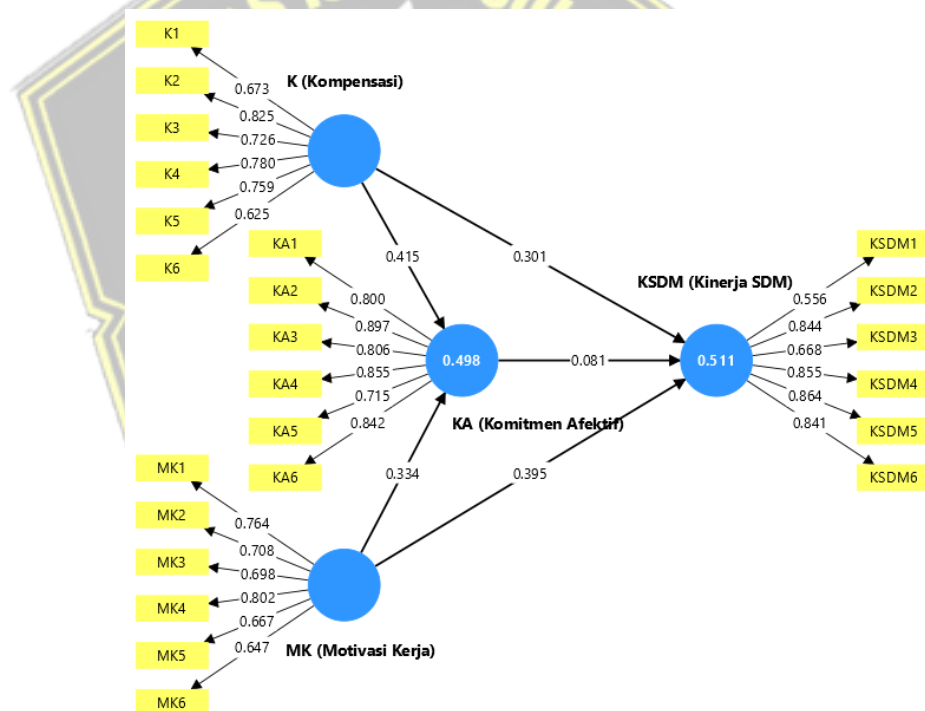 K1
K2
K3
K4
K5
K6
K (Kompensasi)
0.673
0.825
0.726
0.780
0.759
0.625
KA1
KA2
KA3
KA4
KA5
KA6
0.800
0.897
0.806
0.855
0.715
0.842
0.415
0.301
0.498
0.081
KA (Komitmen Afektif)
KSDM (Kinerja SDM)
0.511
0.556
0.844
0.668
0.855
0.864
0.841
KSDM1
KSDM2
KSDM3
KSDM4
KSDM5
KSDM6
0.334
0.395
MK1
MK2
MK3
MK4
MK5
MK6
0.764
0.708
0.698
0.802
0.667
0.647
MK (Motivasi Kerja)